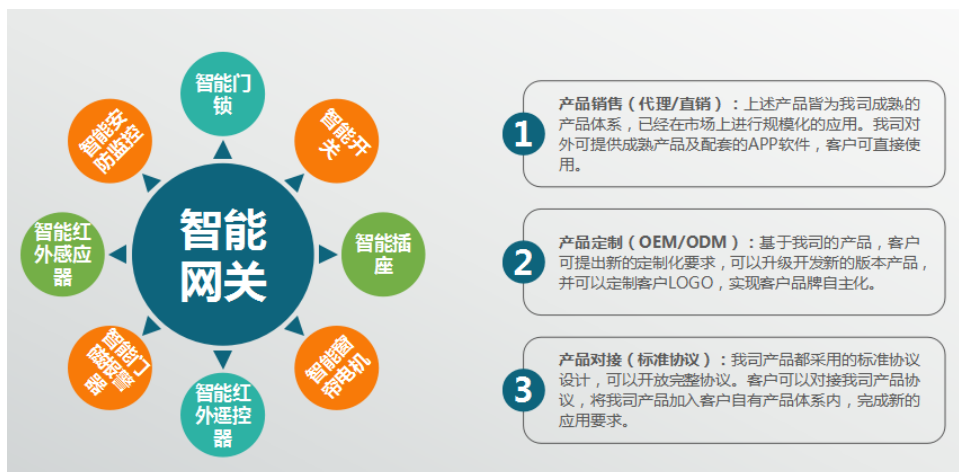 智能门
锁
智能开
关
智能插
座
智能窗
帘电机
智能红
外遥控
器
智能门
磁报警
器
智能红
外感应
器
智能安
防监控
智能
网关
1
产品销售（代理/直销）：上述产品皆为我司成熟的
产品体系，已经在市场上进行规模化的应用。我司对
外可提供成熟产品及配套的APP软件，客户可直接使
用。
2
产品定制（OEM/ODM）：基于我司的产品，客户
可提出新的定制化要求，可以升级开发新的版本产品，
并可以定制客户LOGO，实现客户品牌自主化。
3
产品对接（标准协议）：我司产品都采用的标准协议
设计，可以开放完整协议。客户可以对接我司产品协
议，将我司产品加入客户自有产品体系内，完成新的
应用要求。